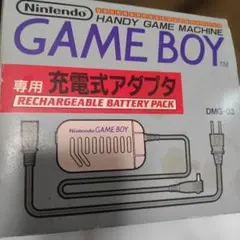 Nintendo
HANDY GAME MACHINE
GAME BOY
TM
専用 充電式アダプタ
RECHARGEABLE BATTERY PACK
DMG-03
Nintendo GAME BOY